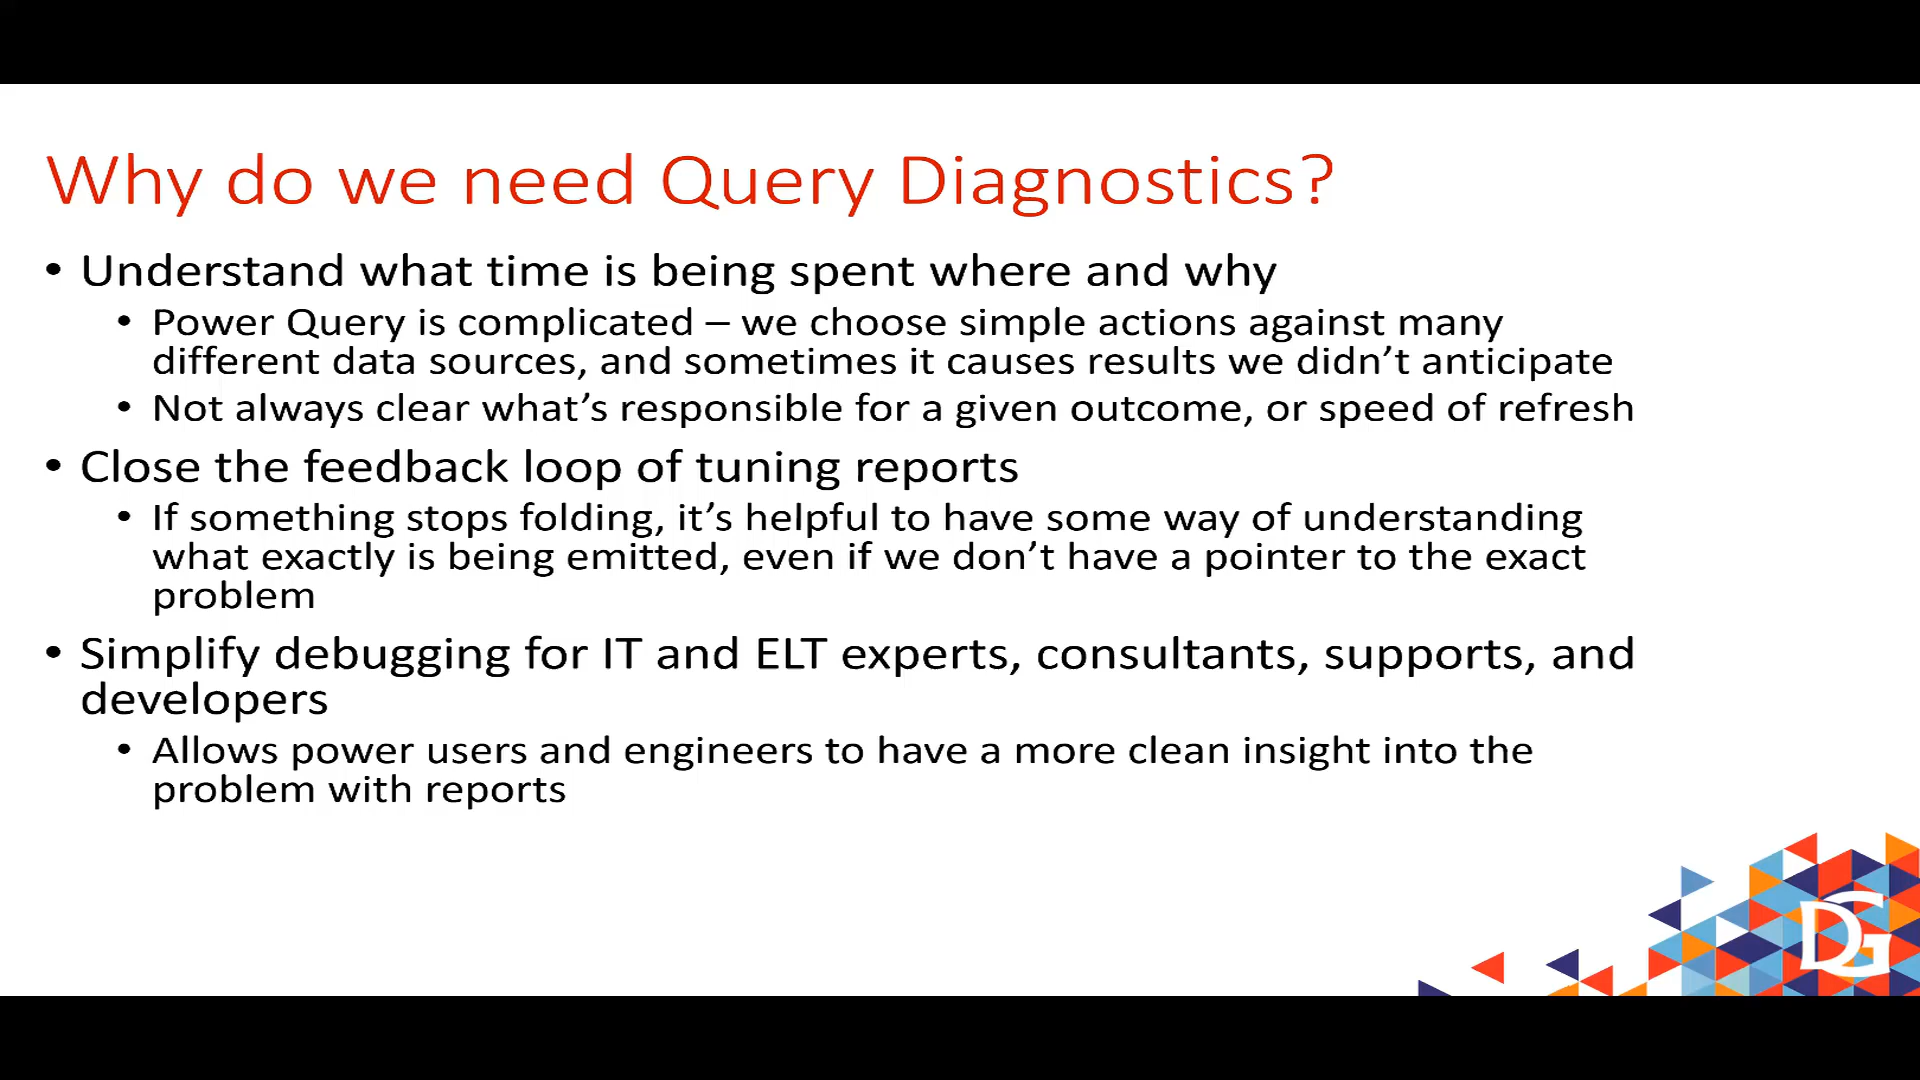 Why do we need Query Diagnostics?
• Understand what time is being spent where and why
• Power Query is complicated – we choose simple actions against many
different data sources, and sometimes it causes results we didn’t anticipate
• Not always clear what’s responsible for a given outcome, or speed of refresh
• Close the feedback loop of tuning reports
• If something stops folding, it’s helpful to have some way of understanding
what exactly is being emitted, even if we don’t have a pointer to the exact
problem
• Simplify debugging for IT and ELT experts, consultants, supports, and
developers
• Allows power users and engineers to have a more clean insight into the
problem with reports
DG